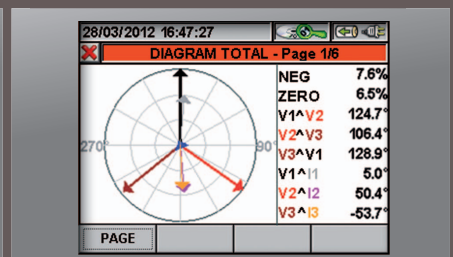 28/03/2012 16:47:27
DIAGRAM TOTAL - Page 1/6
NEG 7.6%
ZERO 6.5%
V1^V2 124.7°
V2^V3 106.4°
V3^V1 128.9°
V1^I1 5.0°
V2^I2 50.4°
V3^I3 -53.7°
270°
90°
PAGE